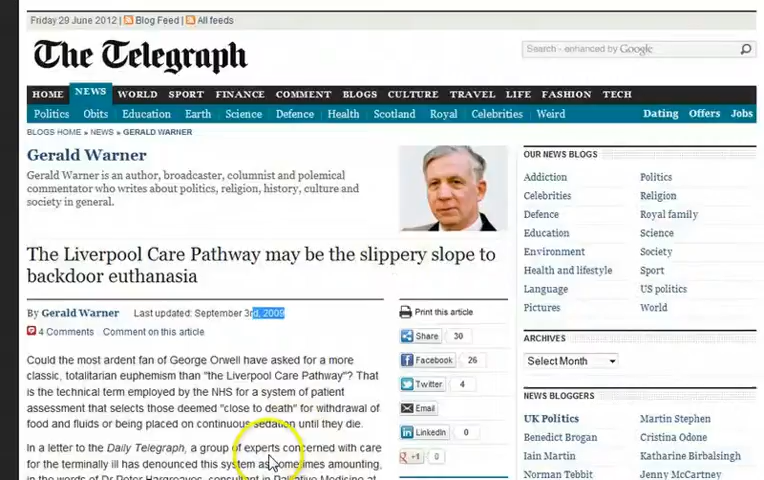 Friday 29 June 2012 | Blog Feed | All feeds
The Telegraph
Search - enhanced by Google
HOME NEWS WORLD SPORT FINANCE COMMENT BLOGS CULTURE TRAVEL LIFE FASHION TECH
Politics Obits Education Earth Science Defence Health Scotland Royal Celebrities Weird Dating Offers Jobs
BLOGS HOME » NEWS » GERALD WARNER
Gerald Warner
Gerald Warner is an author, broadcaster, columnist and polemical
commentator who writes about politics, religion, history, culture and
society in general.
The Liverpool Care Pathway may be the slippery slope to
backdoor euthanasia
By Gerald Warner Last updated: September 3rd, 2009
4 Comments Comment on this article
Could the most ardent fan of George Orwell have asked for a more
classic, totalitarian euphemism than "the Liverpool Care Pathway"? That
is the technical term employed by the NHS for a system of patient
assessment that selects those deemed "close to death" for withdrawal of
food and fluids or being placed on continuous sedation until they die.
In a letter to the Daily Telegraph, a group of experts concerned with care
for the terminally ill has denounced this system as sometimes amounting,
in the words of Dr Peter Hargreaves, consultant in Palliative Medicine at
Print this article
Share 30
Facebook 26
Twitter 4
Email
LinkedIn 0
+1 0
OUR NEWS BLOGS
Addiction Politics
Celebrities Religion
Defence Royal family
Education Science
Environment Society
Health and lifestyle Sport
Language US politics
Pictures World
ARCHIVES
Select Month
NEWS BLOGGERS
UK Politics Martin Stephen
Benedict Brogan Cristina Odone
Iain Martin Kevin Myers
Norman Tebbit Jenny McCartney